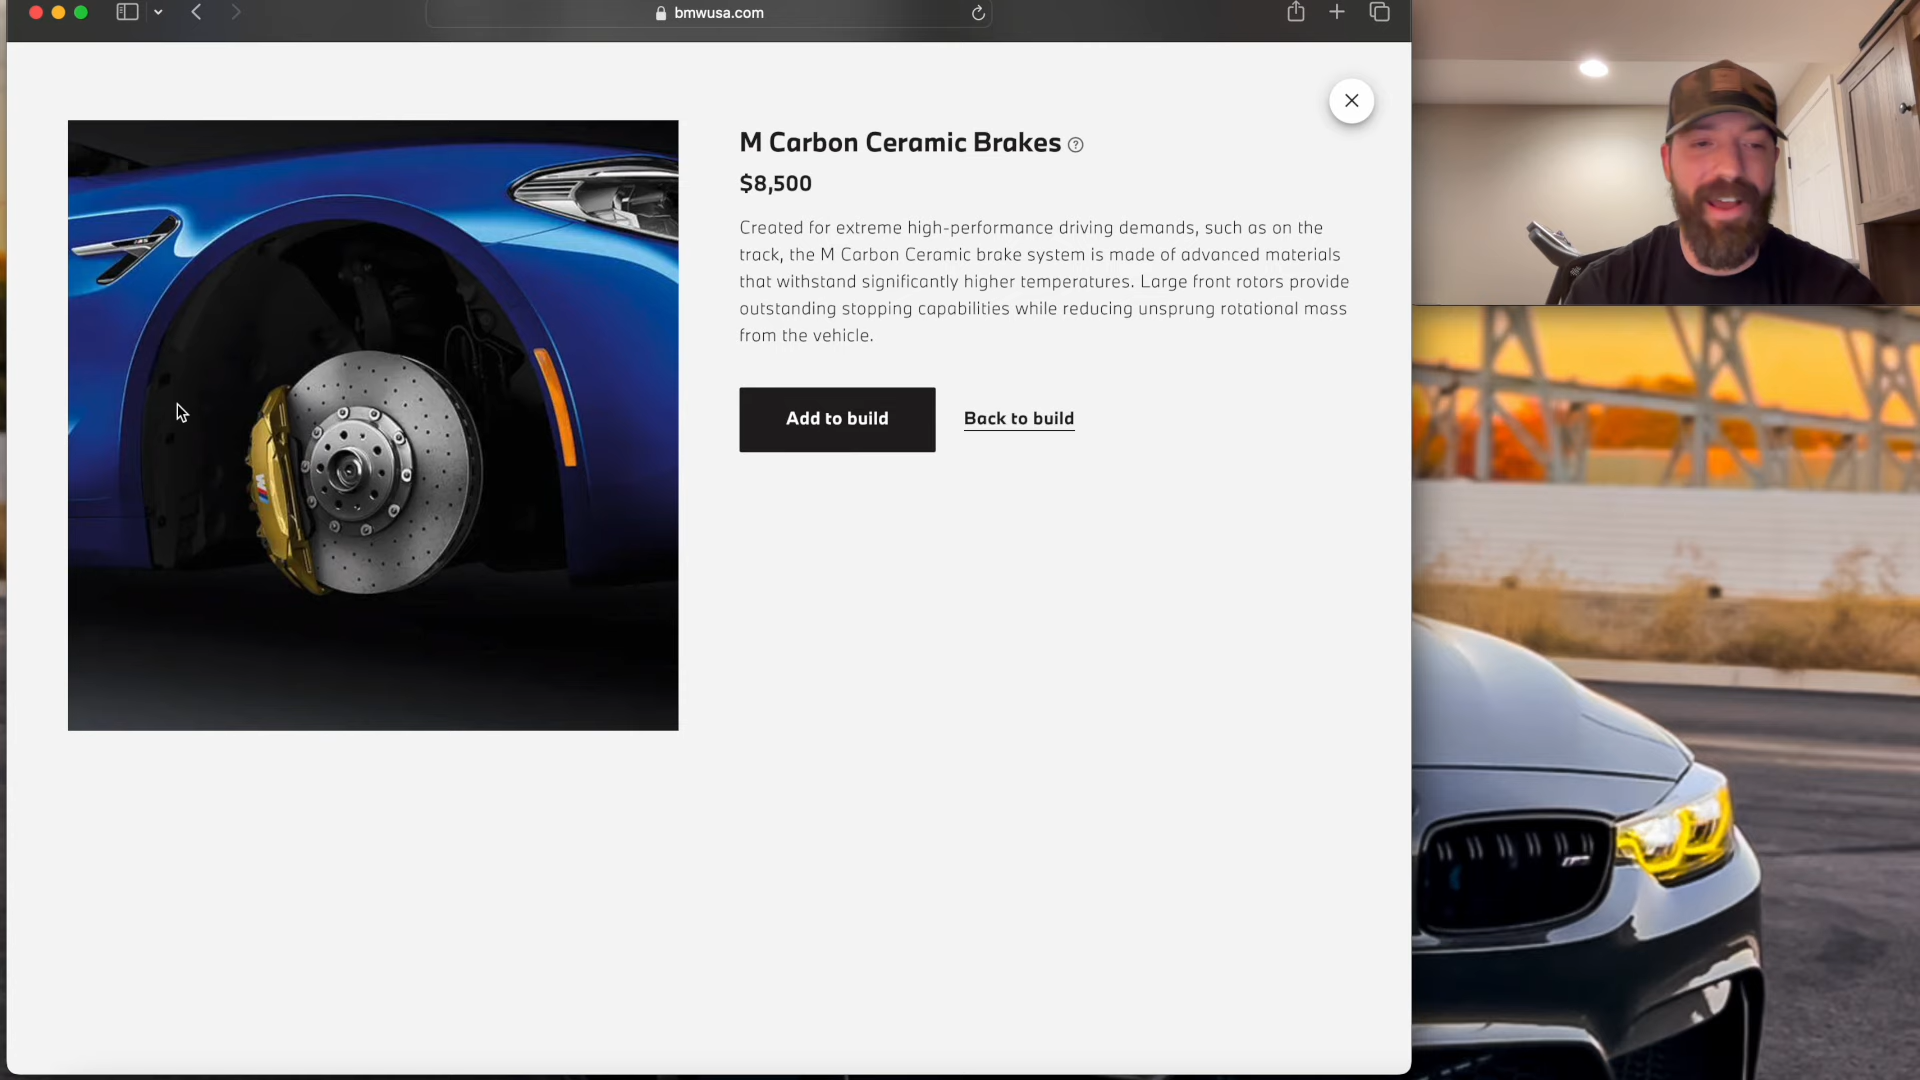 bmwusa.com
M Carbon Ceramic Brakes ?
$8,500
Created for extreme high-performance driving demands, such as on the
track, the M Carbon Ceramic brake system is made of advanced materials
that withstand significantly higher temperatures. Large front rotors provide
outstanding stopping capabilities while reducing unsprung rotational mass
from the vehicle.
Add to build
Back to build
M